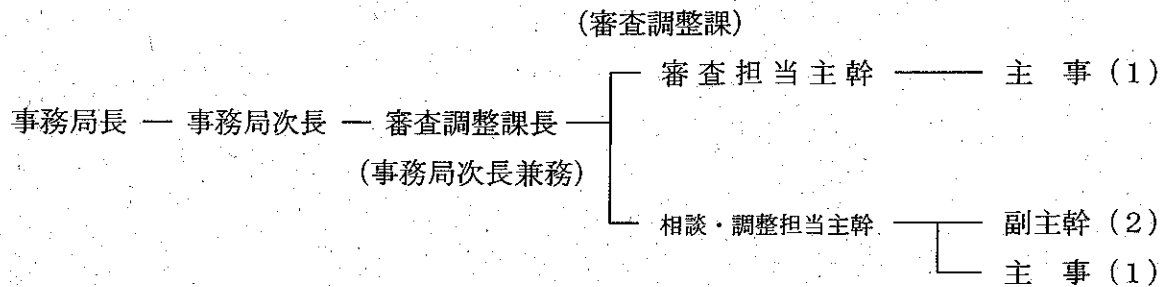 (審査調整課)
審査担当主幹 主事(1)
事務局長 事務局次長 審査調整課長
(事務局次長兼務)
相談・調整担当主幹 副主幹(2)
主事(1)